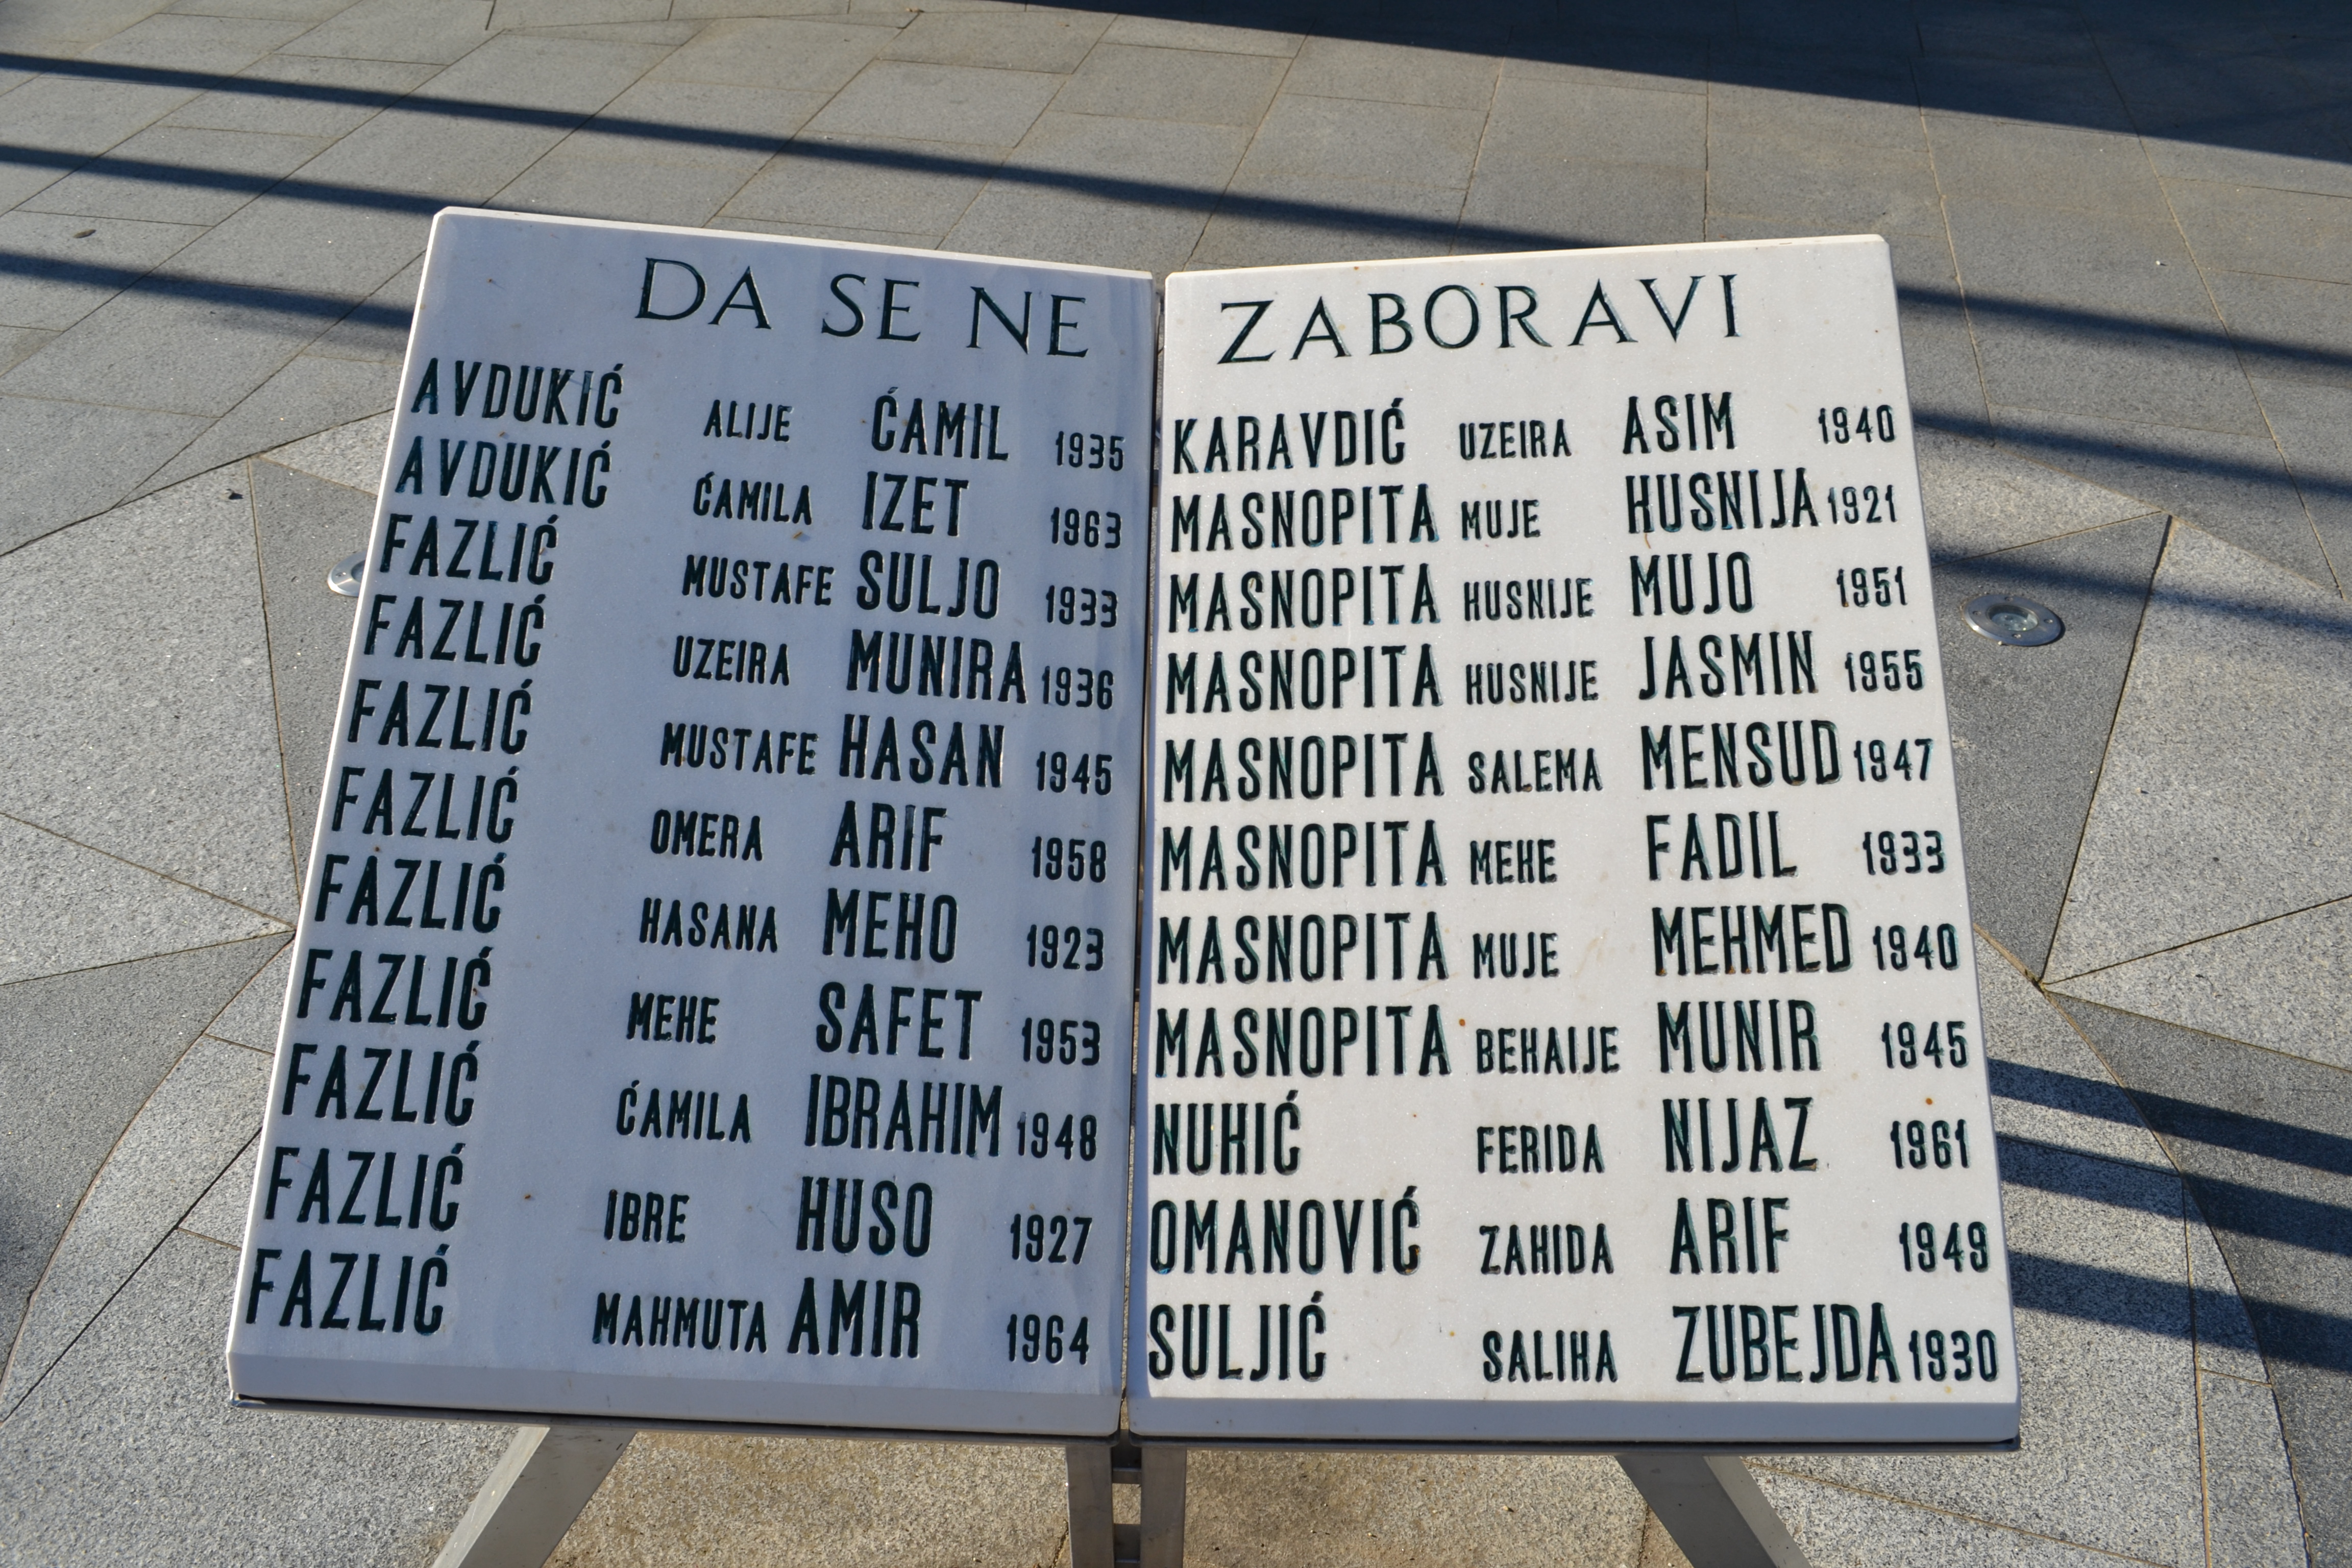 DA SE NE
AVDUKIĆ ALIJE ĆAMIL 1935
AVDUKIĆ ĆAMILA IZET 1963
FAZLIĆ MUSTAFE SULJO 1933
FAZLIĆ UZEIRA MUNIRA 1936
FAZLIĆ MUSTAFE HASAN 1945
FAZLIĆ OMERA ARIF 1958
FAZLIĆ HASANA MEHO 1923
FAZLIĆ MEHE SAFET 1953
FAZLIĆ ĆAMILA IBRAHIM 1948
FAZLIĆ IBRE HUSO 1927
FAZLIĆ MAHMUTA AMIR 1964
ZABORAVI
KARAVDIĆ UZEIRA ASIM 1940
MASNOPITA MUJE HUSNIJA 1921
MASNOPITA HUSNIJE MUJO 1951
MASNOPITA HUSNIJE JASMIN 1955
MASNOPITA SALEMA MENSUD 1947
MASNOPITA MEHE FADIL 1933
MASNOPITA MUJE MEHMED 1940
MASNOPITA BEHAIJE MUNIR 1945
NUHIĆ FERIDA NIJAZ 1961
OMANOVIĆ ZAHIDA ARIF 1949
SULJIĆ SALIHA ZUBEJDA 1930